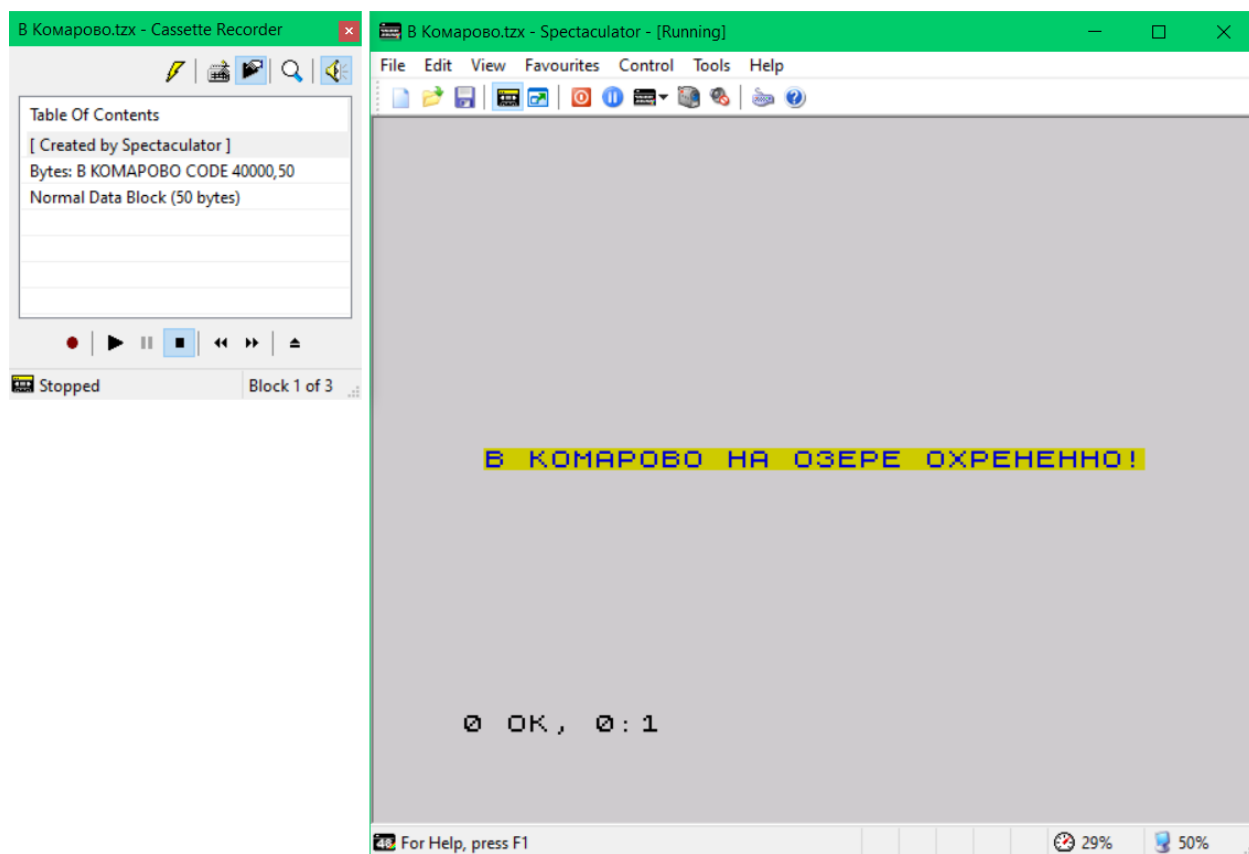 В Комарово.tzx - Cassette Recorder
Table Of Contents
[ Created by Spectaculator ]
Bytes: В КОМАРОВО CODE 40000,50
Normal Data Block (50 bytes)
Stopped
Block 1 of 3
В Комарово.tzx - Spectaculator - [Running]
File Edit View Favourites Control Tools Help
В КОМАРОВО НА ОЗЕРЕ ОХРЕНЕННО!
0 OK, 0:1
48 For Help, press F1
29%
50%